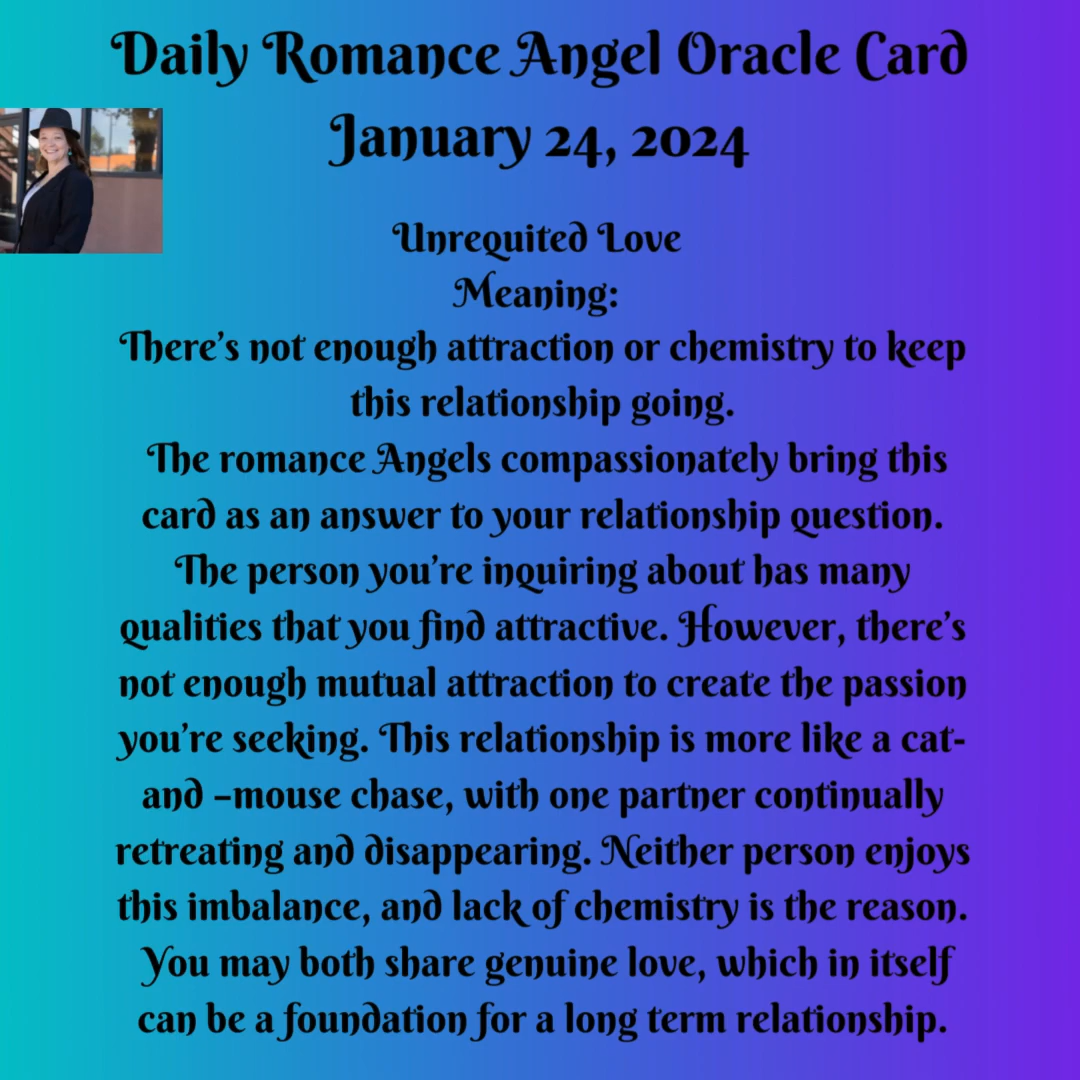 Daily Romance Angel Oracle Card
January 24, 2024
Unrequited Love
Meaning:
There's not enough attraction or chemistry to keep
this relationship going.
The romance Angels compassionately bring this
card as an answer to your relationship question.
The person you're inquiring about has many
qualities that you find attractive. However, there's
not enough mutual attraction to create the passion
you're seeking. This relationship is more like a cat-
and –mouse chase, with one partner continually
retreating and disappearing. Neither person enjoys
this imbalance, and lack of chemistry is the reason.
You may both share genuine love, which in itself
can be a foundation for a long term relationship.